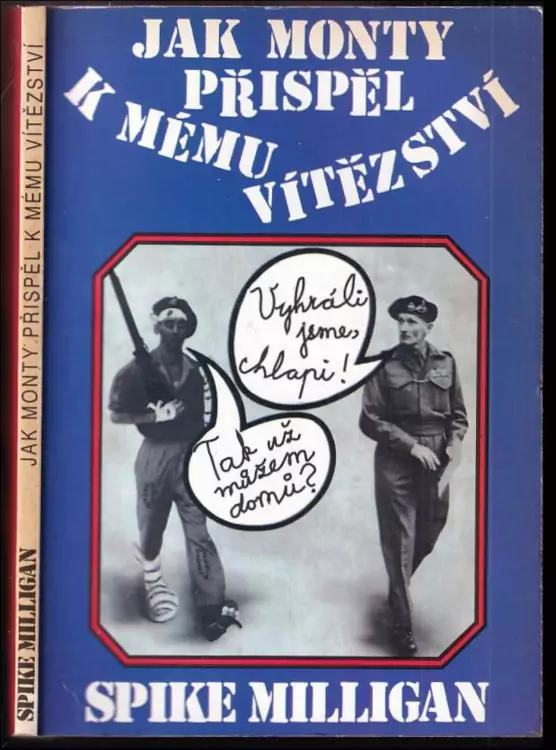 JAK MONTY
PŘISPĚL
K MÉMU
VÍTĚZSTVÍ
Vyhráli
jsme,
chlapi!
Tak už
můžem
domů?
SPIKE MILLIGAN
SPIKE MILLIGAN JAK MONTY PŘISPĚL K MÉMU VÍTĚZSTVÍ